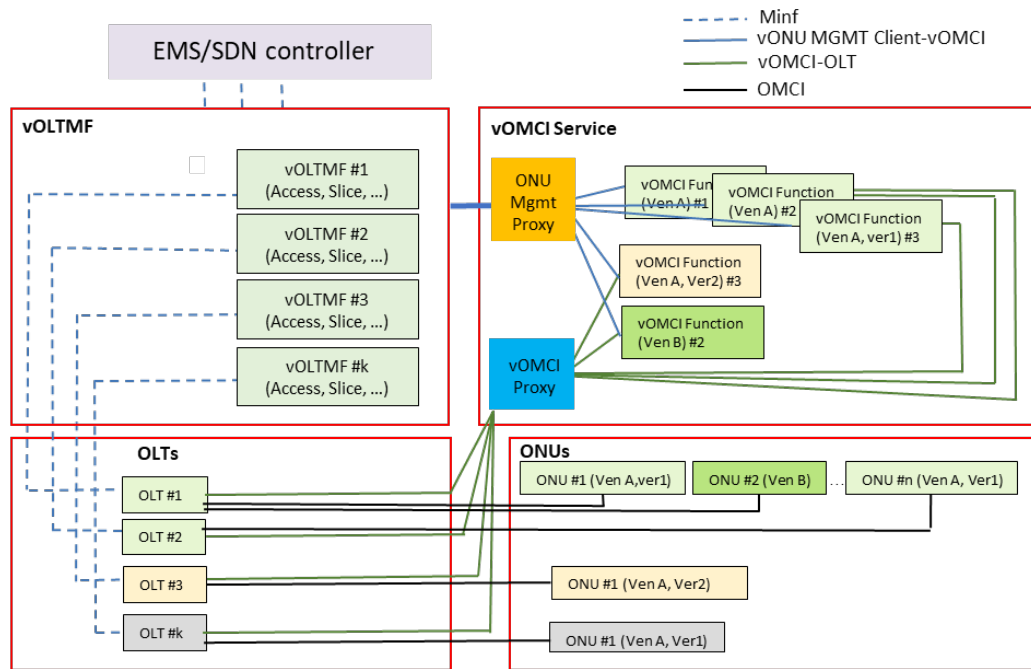 EMS/SDN controller
Minf
vONU MGMT Client-vOMCI
vOMCI-OLT
OMCI
vOLTMF
vOLTMF #1
(Access, Slice, ...)
vOLTMF #2
(Access, Slice, ...)
vOLTMF #3
(Access, Slice, ...)
vOLTMF #k
(Access, Slice, ...)
vOMCI Service
ONU
Mgmt
Proxy
vOMCI Function
(Ven A) #1
vOMCI Function
(Ven A) #2
vOMCI Function
(Ven A, ver1) #3
vOMCI Function
(Ven A, Ver2) #3
vOMCI Function
(Ven B) #2
vOMCI
Proxy
OLTs
OLT #1
OLT #2
OLT #3
OLT #k
ONUs
ONU #1 (Ven A,ver1)
ONU #2 (Ven B)
...
ONU #n (Ven A, Ver1)
ONU #1 (Ven A, Ver2)
ONU #1 (Ven A, Ver1)